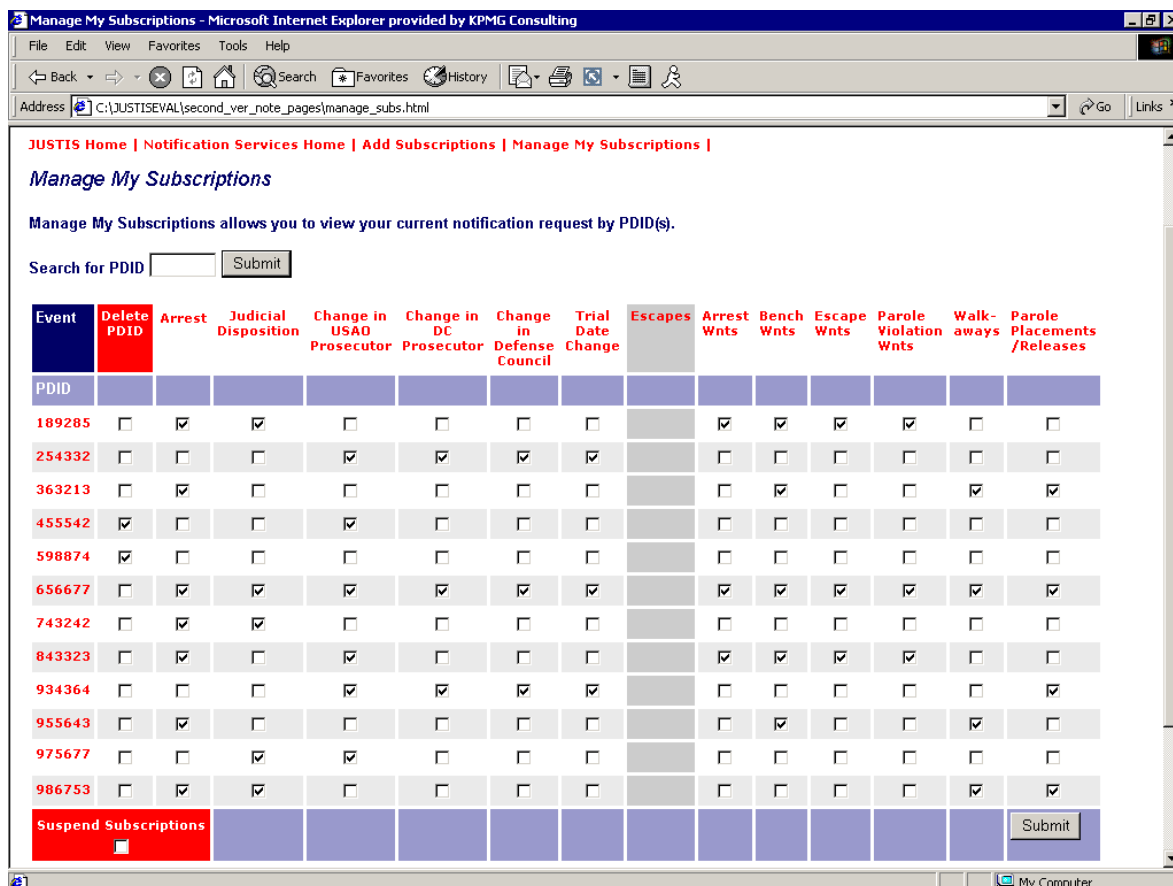 Manage My Subscriptions - Microsoft Internet Explorer provided by KPMG Consulting
File Edit View Favorites Tools Help
Back Search Favorites History
Address C:\JUSTISEVAL\second_ver_note_pages\manage_subs.html Go Links
JUSTIS Home | Notification Services Home | Add Subscriptions | Manage My Subscriptions |
Manage My Subscriptions
Manage My Subscriptions allows you to view your current notification request by PDID(s).
Search for PDID Submit
Event Delete PDID Arrest Judicial Disposition Change in USAO Prosecutor Change in DC Prosecutor Change in Defense Council Trial Date Change Escapes Arrest Wnts Bench Wnts Escape Wnts Parole Violation Wnts Walk-aways Parole Placements /Releases
PDID
189285
254332
363213
455542
598874
656677
743242
843323
934364
955643
975677
986753
Suspend Subscriptions Submit
My Computer